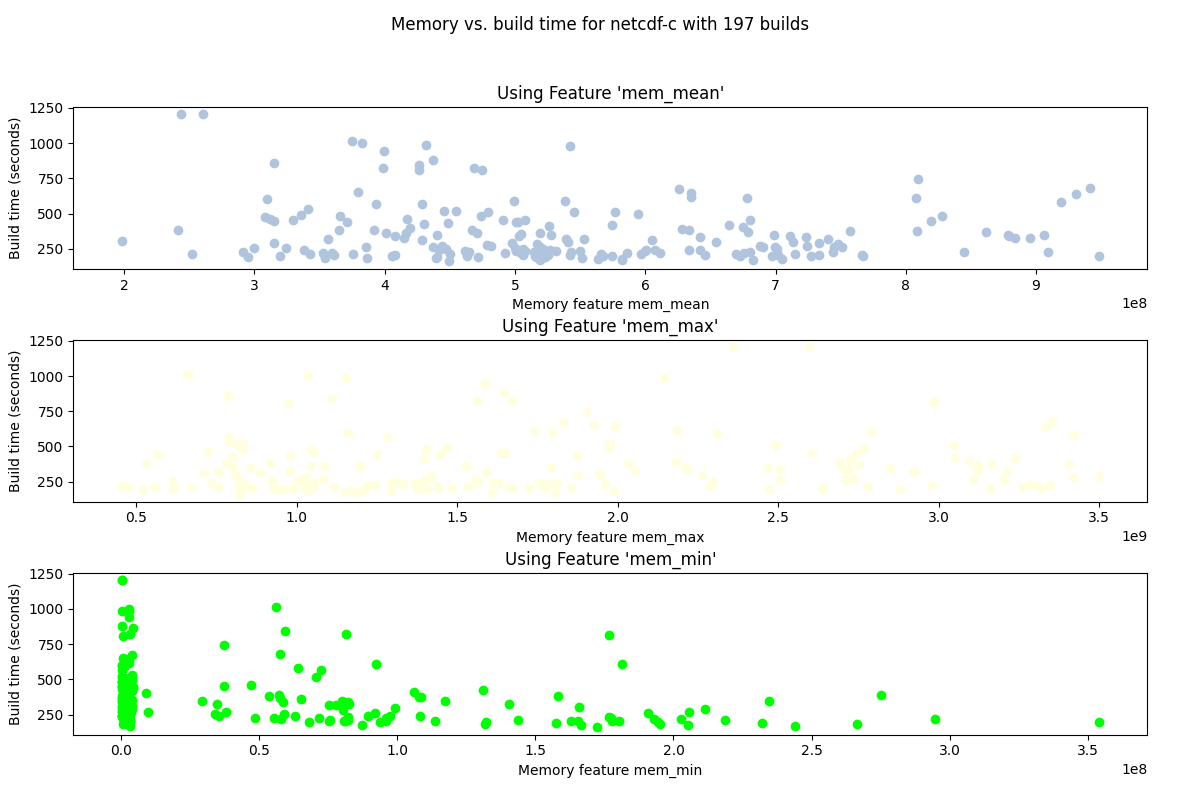 Memory vs. build time for netcdf-c with 197 builds
Using Feature 'mem_mean'
1250
1000
750
500
250
Build time (seconds)
2 3 4 5 6 7 8 9
1e8
Memory feature mem_mean
Using Feature 'mem_max'
1250
1000
750
500
250
Build time (seconds)
0.5 1.0 1.5 2.0 2.5 3.0 3.5
1e9
Memory feature mem_max
Using Feature 'mem_min'
1250
1000
750
500
250
Build time (seconds)
0.0 0.5 1.0 1.5 2.0 2.5 3.0 3.5
1e8
Memory feature mem_min